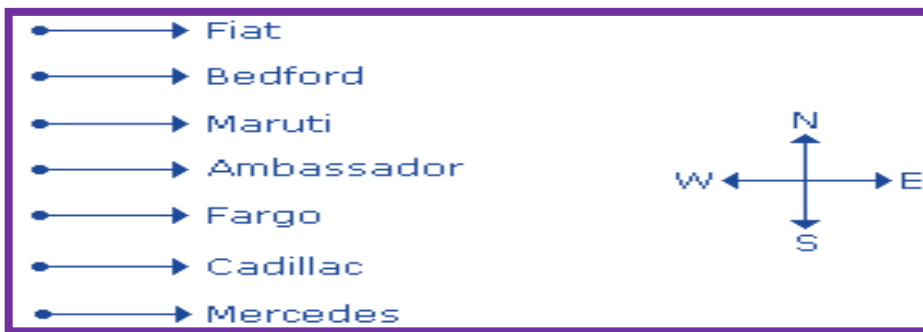 Fiat
Bedford
Maruti
Ambassador
Fargo
Cadillac
Mercedes
N
W E
S